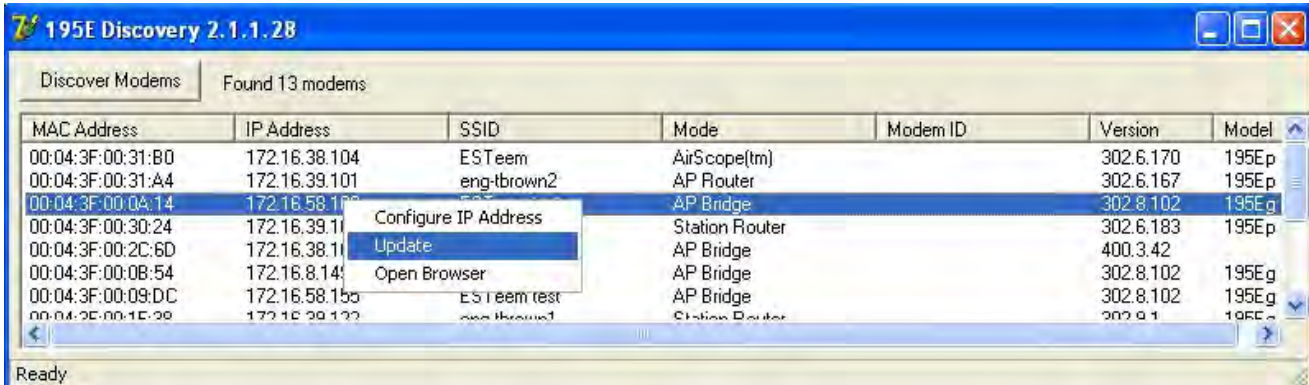 195E Discovery 2.1.1.28
Discover Modems Found 13 modems
MAC Address IP Address SSID Mode Modem ID Version Model
00:04:3F:00:31:B0 172.16.38.104 ESTeem AirScope(tm) 302.6.170 195Ep
00:04:3F:00:31:A4 172.16.39.101 eng-tbrown2 AP Router 302.6.167 195Ep
00:04:3F:00:0A:14 AP Bridge 302.8.102 195Eg
Configure IP Address
00:04:3F:00:30:24 Station Router 302.6.183 195Ep
Update
00:04:3F:00:2C:6D AP Bridge 400.3.42
Open Browser
00:04:3F:00:0B:54 AP Bridge 302.8.102 195Eg
00:04:3F:00:09:DC 172.16.58.155 ESTeem test AP Bridge 302.8.102 195Eg
Station Router
Ready